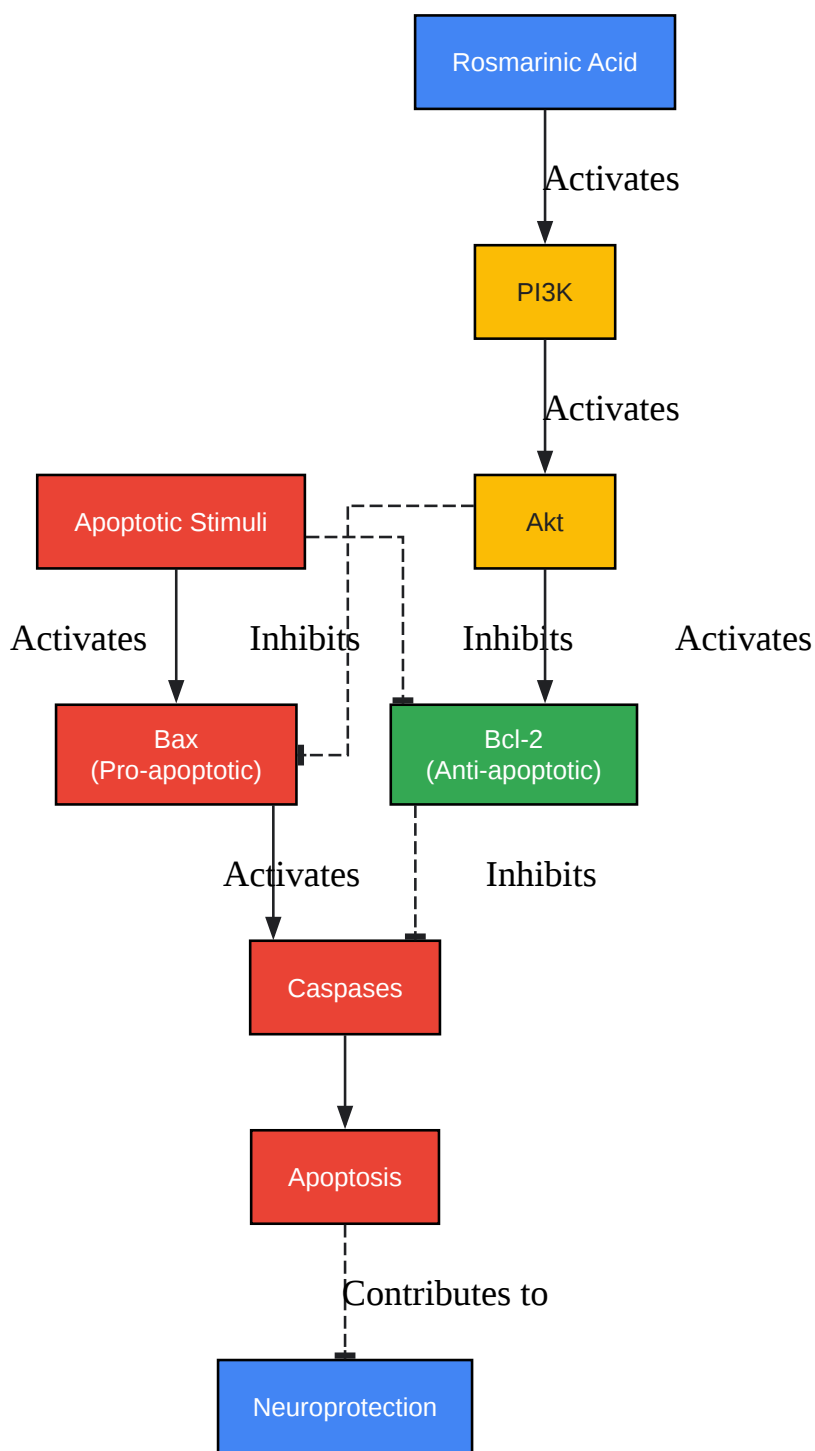 Rosmarinic Acid
Activates
PI3K
Activates
Apoptotic Stimuli
Akt
Activates
Inhibits
Inhibits
Activates
Bax
(Pro-apoptotic)
Bcl-2
(Anti-apoptotic)
Activates
Inhibits
Caspases
Apoptosis
Contributes to
Neuroprotection